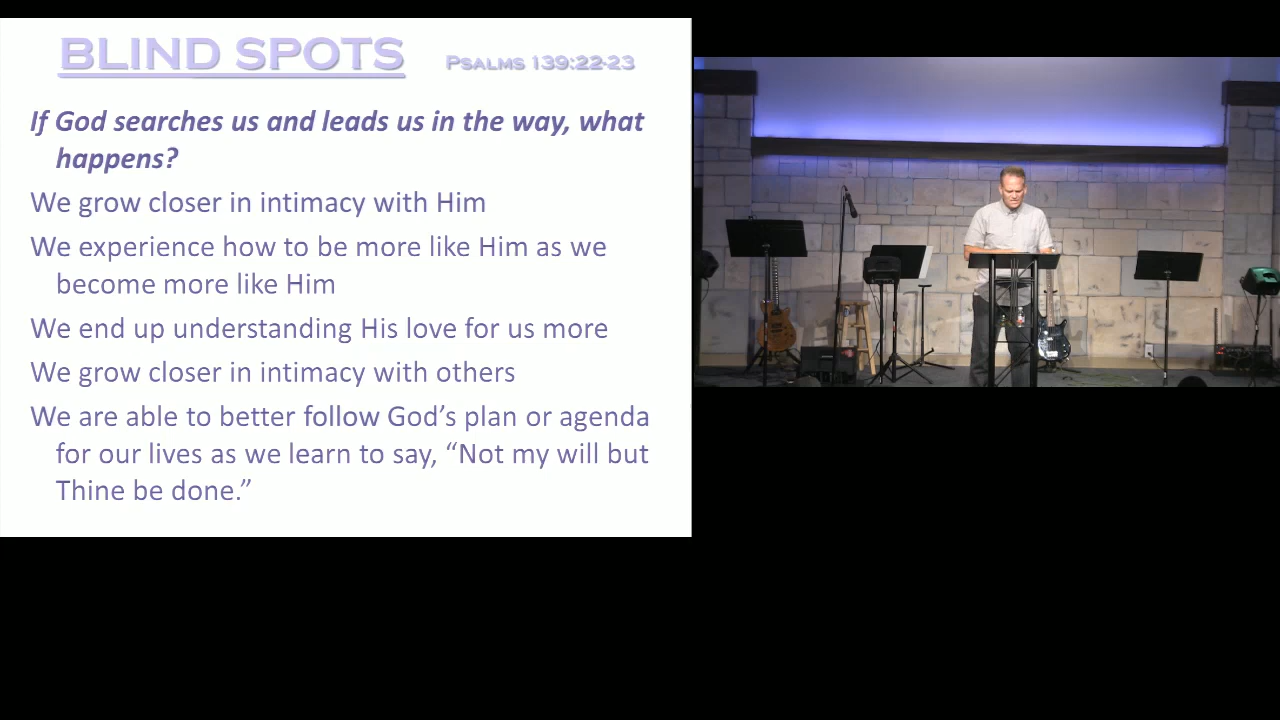 BLIND SPOTS Psalms 139:22-23
If God searches us and leads us in the way, what
happens?
We grow closer in intimacy with Him
We experience how to be more like Him as we
become more like Him
We end up understanding His love for us more
We grow closer in intimacy with others
We are able to better follow God’s plan or agenda
for our lives as we learn to say, “Not my will but
Thine be done.”